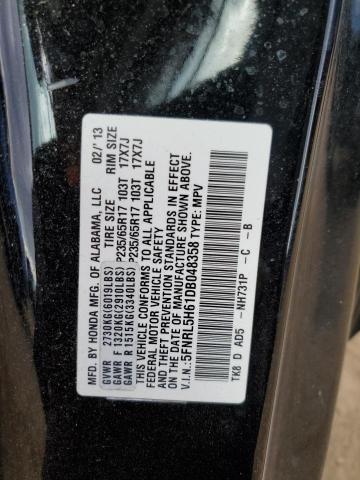 MFD. BY HONDA MFG. OF ALABAMA, LLC 02/'13
TIRE SIZE RIM SIZE
GVWR 2730KG(6019LBS)
GAWR F 1320KG(2910LBS) P235/65R17 103T 17X7J
GAWR R 1515KG(3340LBS) P235/65R17 103T 17X7J
THIS VEHICLE CONFORMS TO ALL APPLICABLE
FEDERAL MOTOR VEHICLE SAFETY
AND THEFT PREVENTION STANDARDS IN EFFECT
ON THE DATE OF MANUFACTURE SHOWN ABOVE.
V.I.N.:5FNRL5H61DB048358 TYPE: MPV
TK8 D AD5 - NH731P - C - B